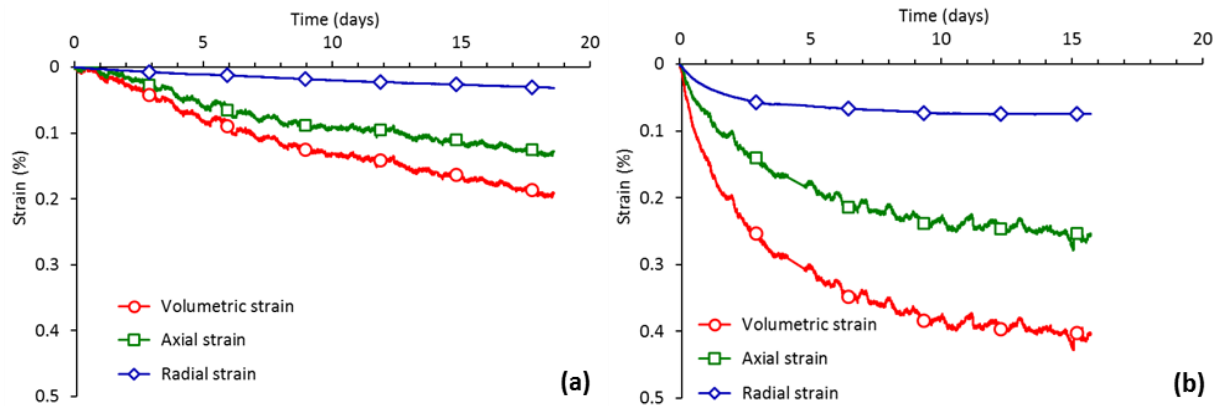 Time (days)
0 5 10 15 20
0
0.1
0.2
0.3
0.4
0.5
Strain (%)
Volumetric strain
Axial strain
Radial strain
(a)
Time (days)
0 5 10 15 20
0
0.1
0.2
0.3
0.4
0.5
Strain (%)
Volumetric strain
Axial strain
Radial strain
(b)